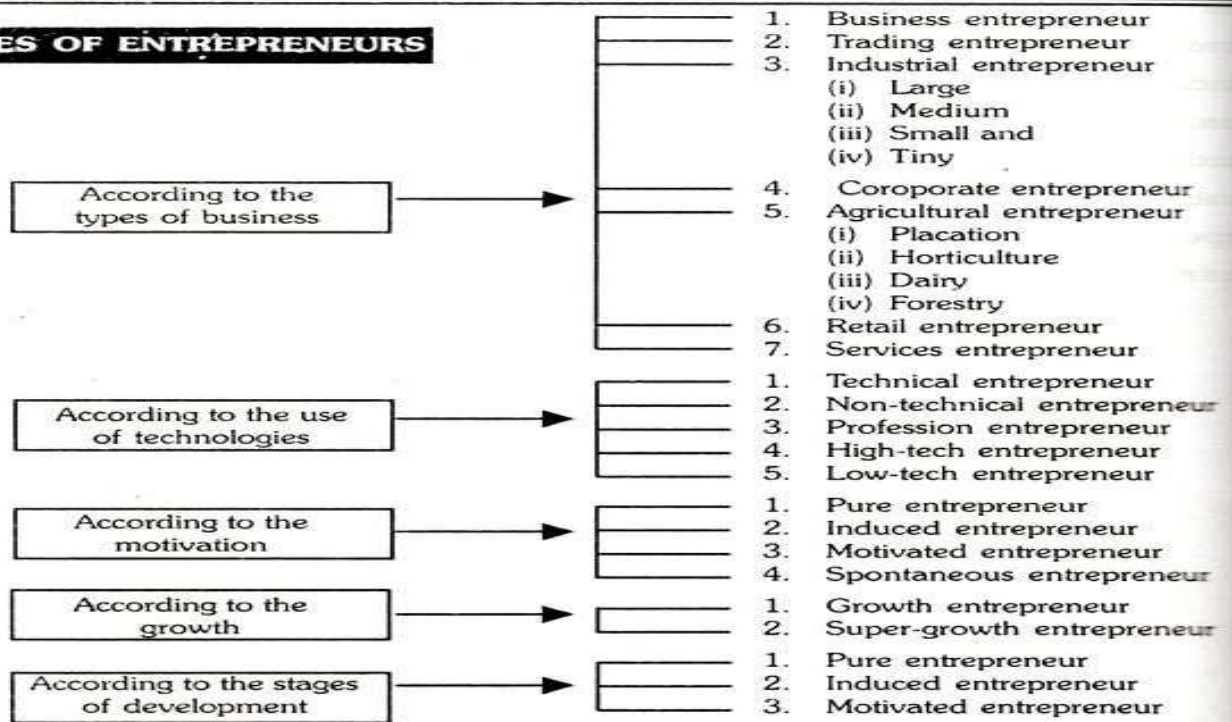 ES OF ENTREPRENEURS
According to the
types of business
1. Business entrepreneur
2. Trading entrepreneur
3. Industrial entrepreneur
(i) Large
(ii) Medium
(iii) Small and
(iv) Tiny
4. Coroporate entrepreneur
5. Agricultural entrepreneur
(i) Placation
(ii) Horticulture
(iii) Dairy
(iv) Forestry
6. Retail entrepreneur
7. Services entrepreneur
According to the use
of technologies
1. Technical entrepreneur
2. Non-technical entrepreneur
3. Profession entrepreneur
4. High-tech entrepreneur
5. Low-tech entrepreneur
According to the
motivation
1. Pure entrepreneur
2. Induced entrepreneur
3. Motivated entrepreneur
4. Spontaneous entrepreneur
According to the
growth
1. Growth entrepreneur
2. Super-growth entrepreneur
According to the stages
of development
1. Pure entrepreneur
2. Induced entrepreneur
3. Motivated entrepreneur